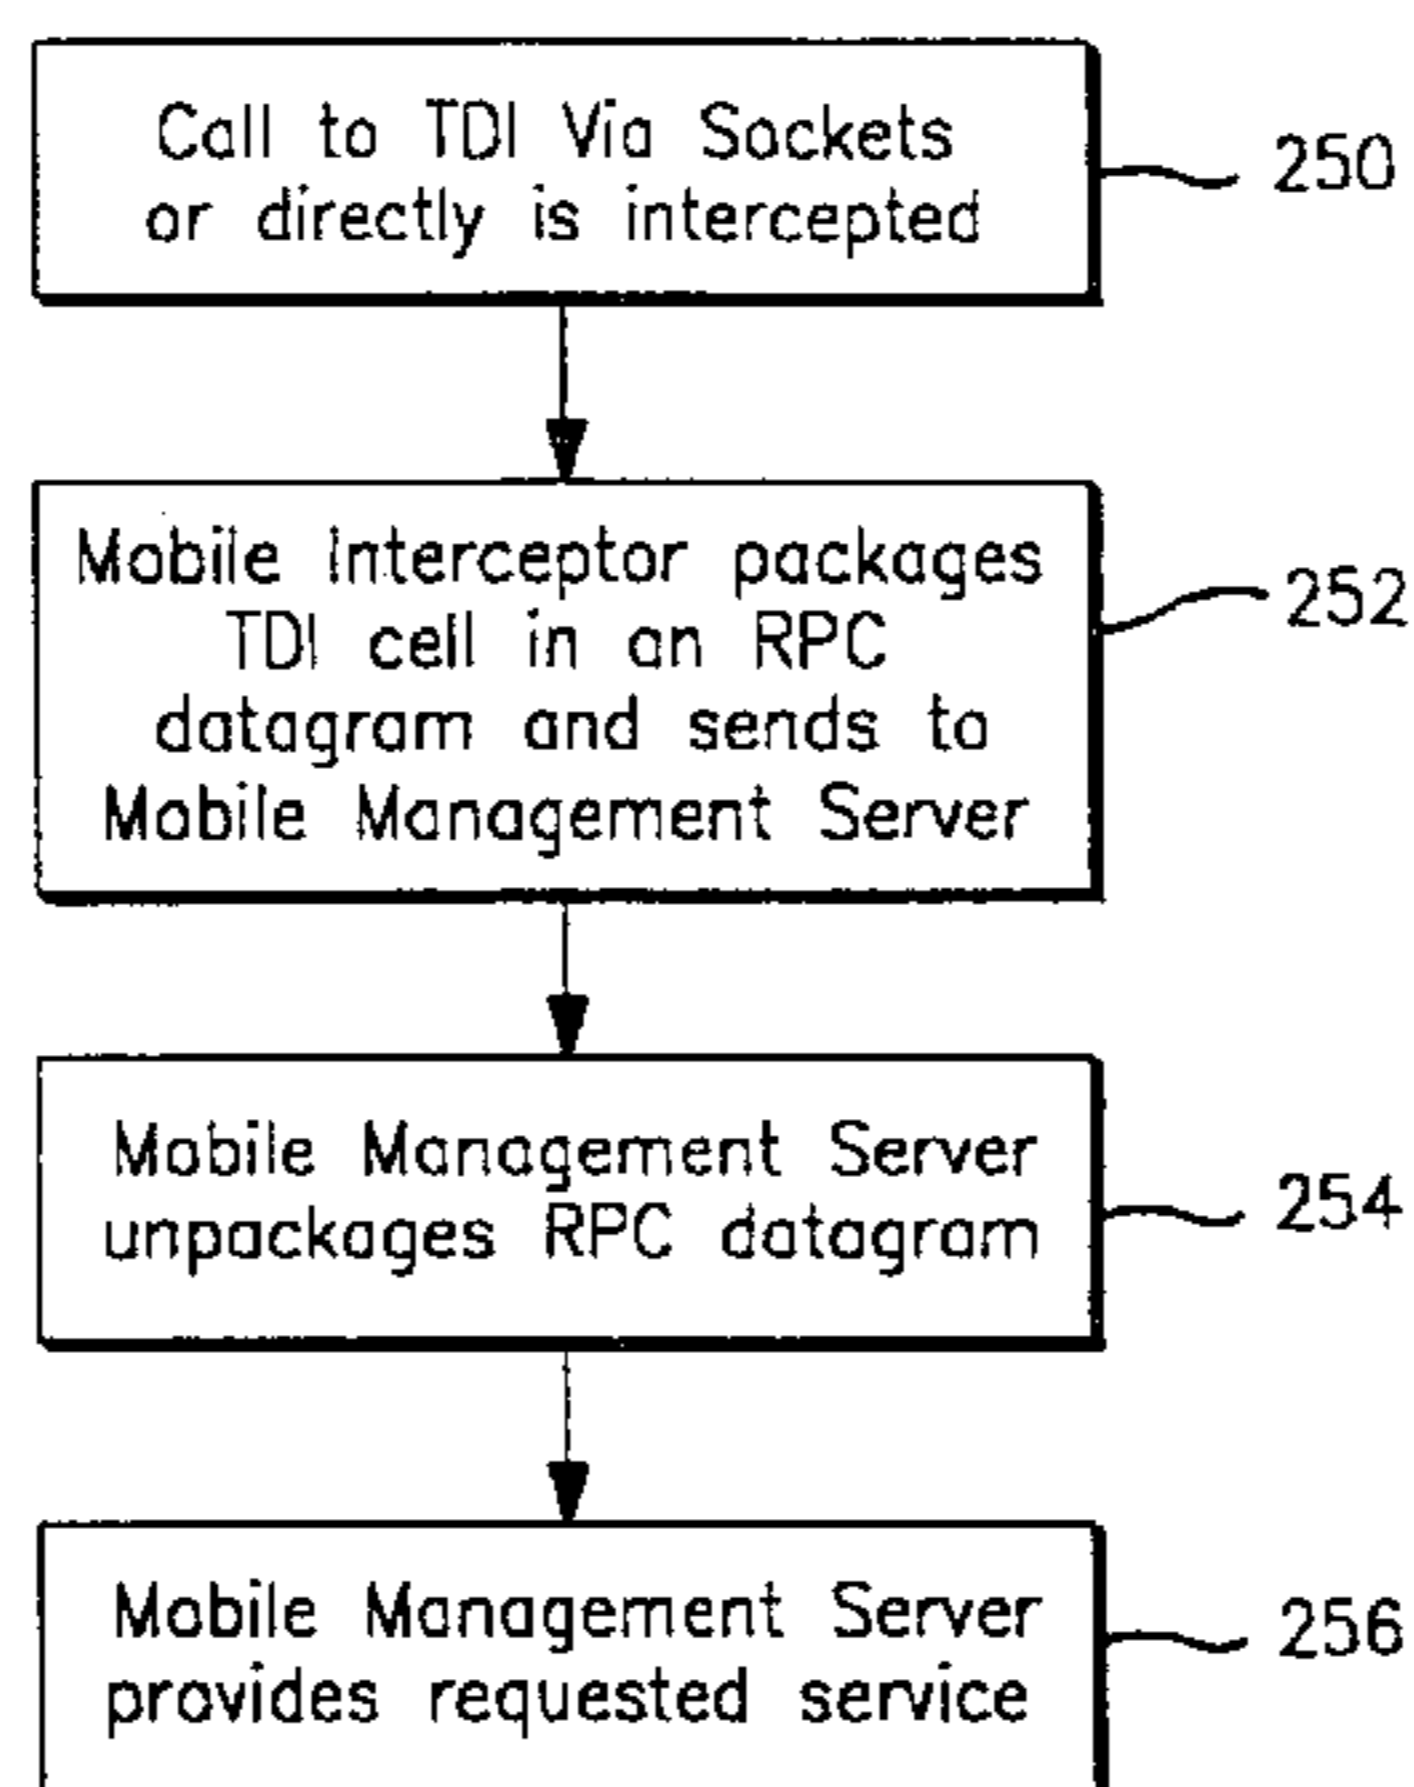 Call to TDI Via Sockets
or directly is intercepted
250
Mobile Interceptor packages
TDI cell in an RPC
datagram and sends to
Mobile Management Server
252
Mobile Management Server
unpackages RPC datagram
254
Mobile Management Server
provides requested service
256